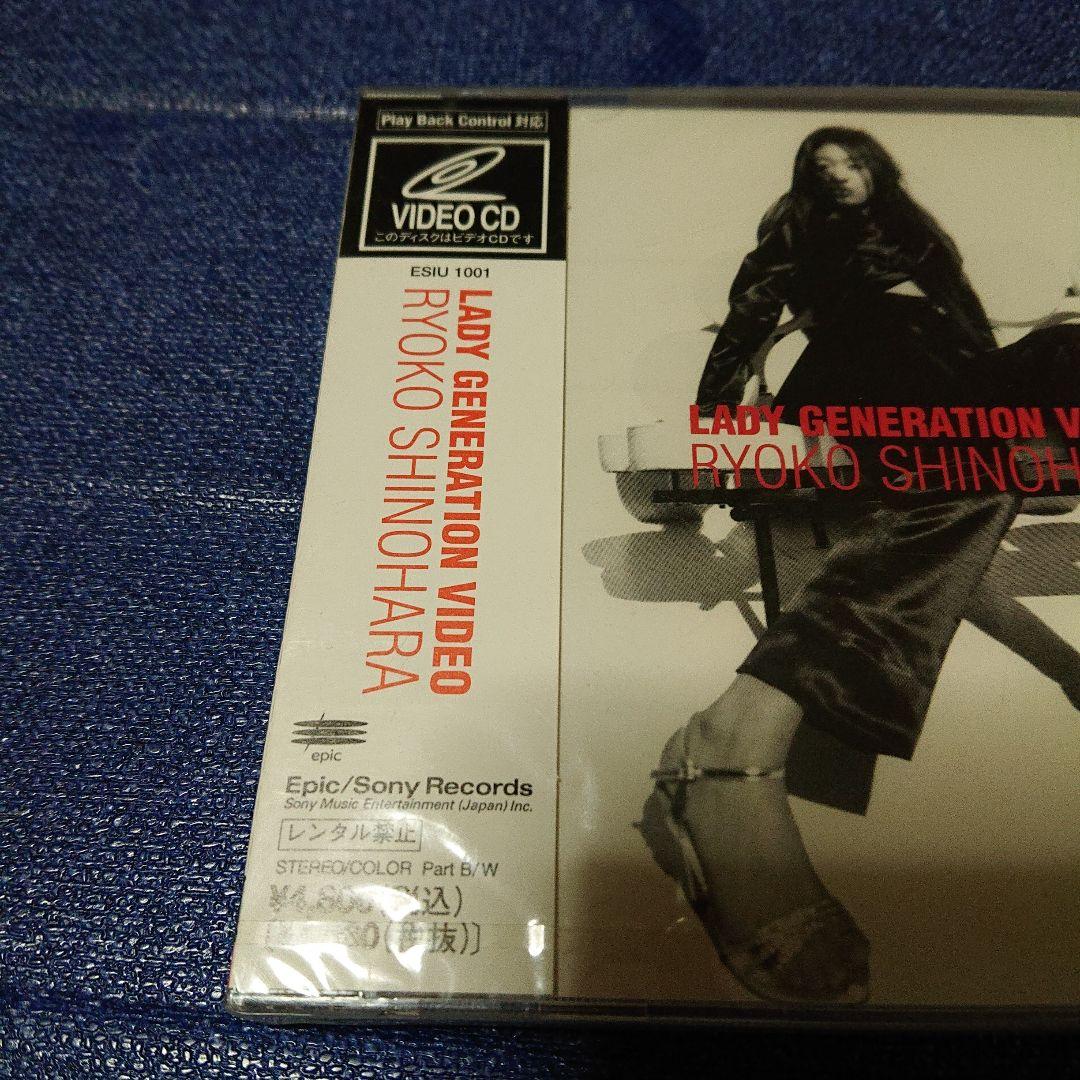 Play Back Control 対応
VIDEO CD
このディスクはビデオCDです
ESIU 1001
LADY GENERATION VIDEO
RYOKO SHINOHARA
epic
Epic/Sony Records
Sony Music Entertainment (Japan) Inc.
レンタル禁止
STEREO/COLOR Part B/W
LADY GENERATION V
RYOKO SHINOH